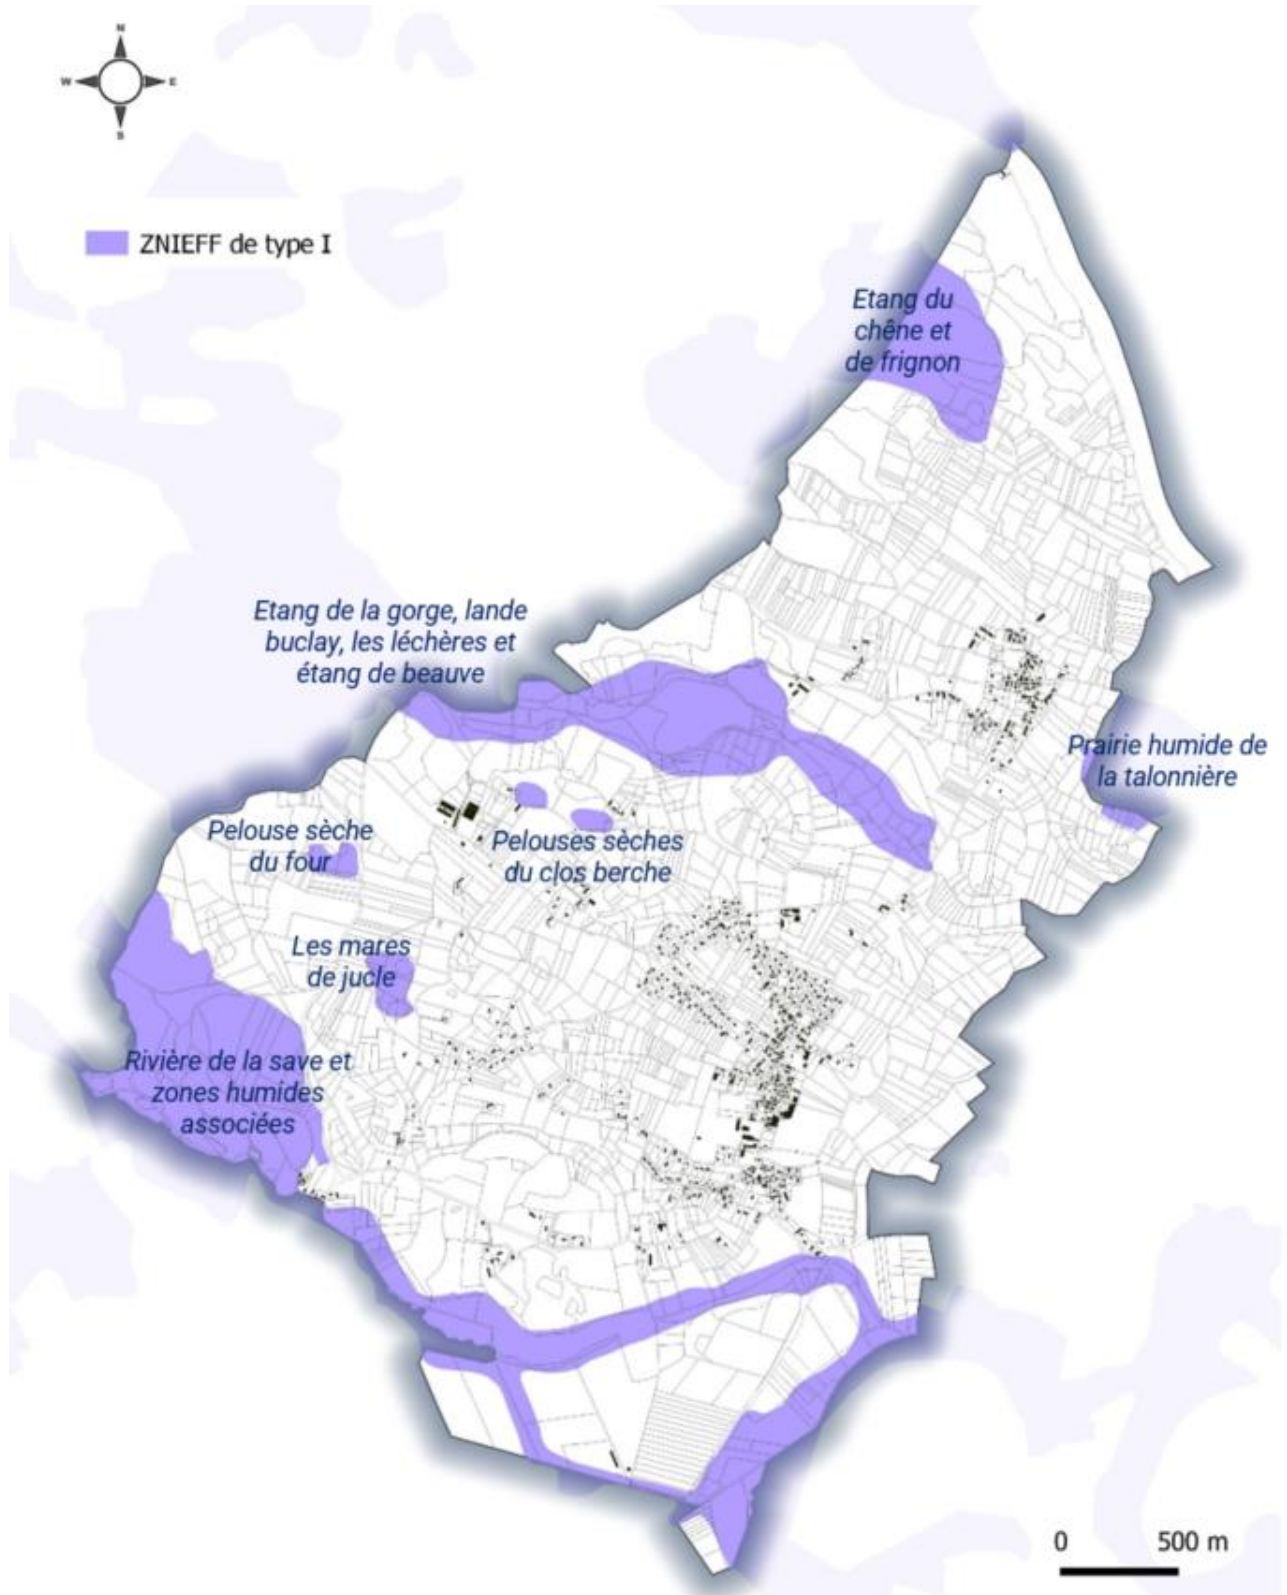 N
W E
S
ZNIEFF de type I
Etang du
chêne et
de frignon
Etang de la gorge, lande
buclay, les léchères et
étang de beauve
Prairie humide de
la talonnière
Pelouse sèche
du four
Pelouses sèches
du clos berche
Les mares
de jucle
Rivière de la save et
zones humides
associées
0 500 m